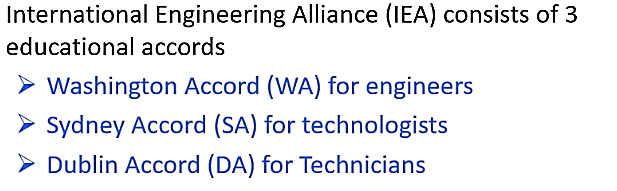 International Engineering Alliance (IEA) consists of 3
educational accords
➢ Washington Accord (WA) for engineers
➢ Sydney Accord (SA) for technologists
➢ Dublin Accord (DA) for Technicians